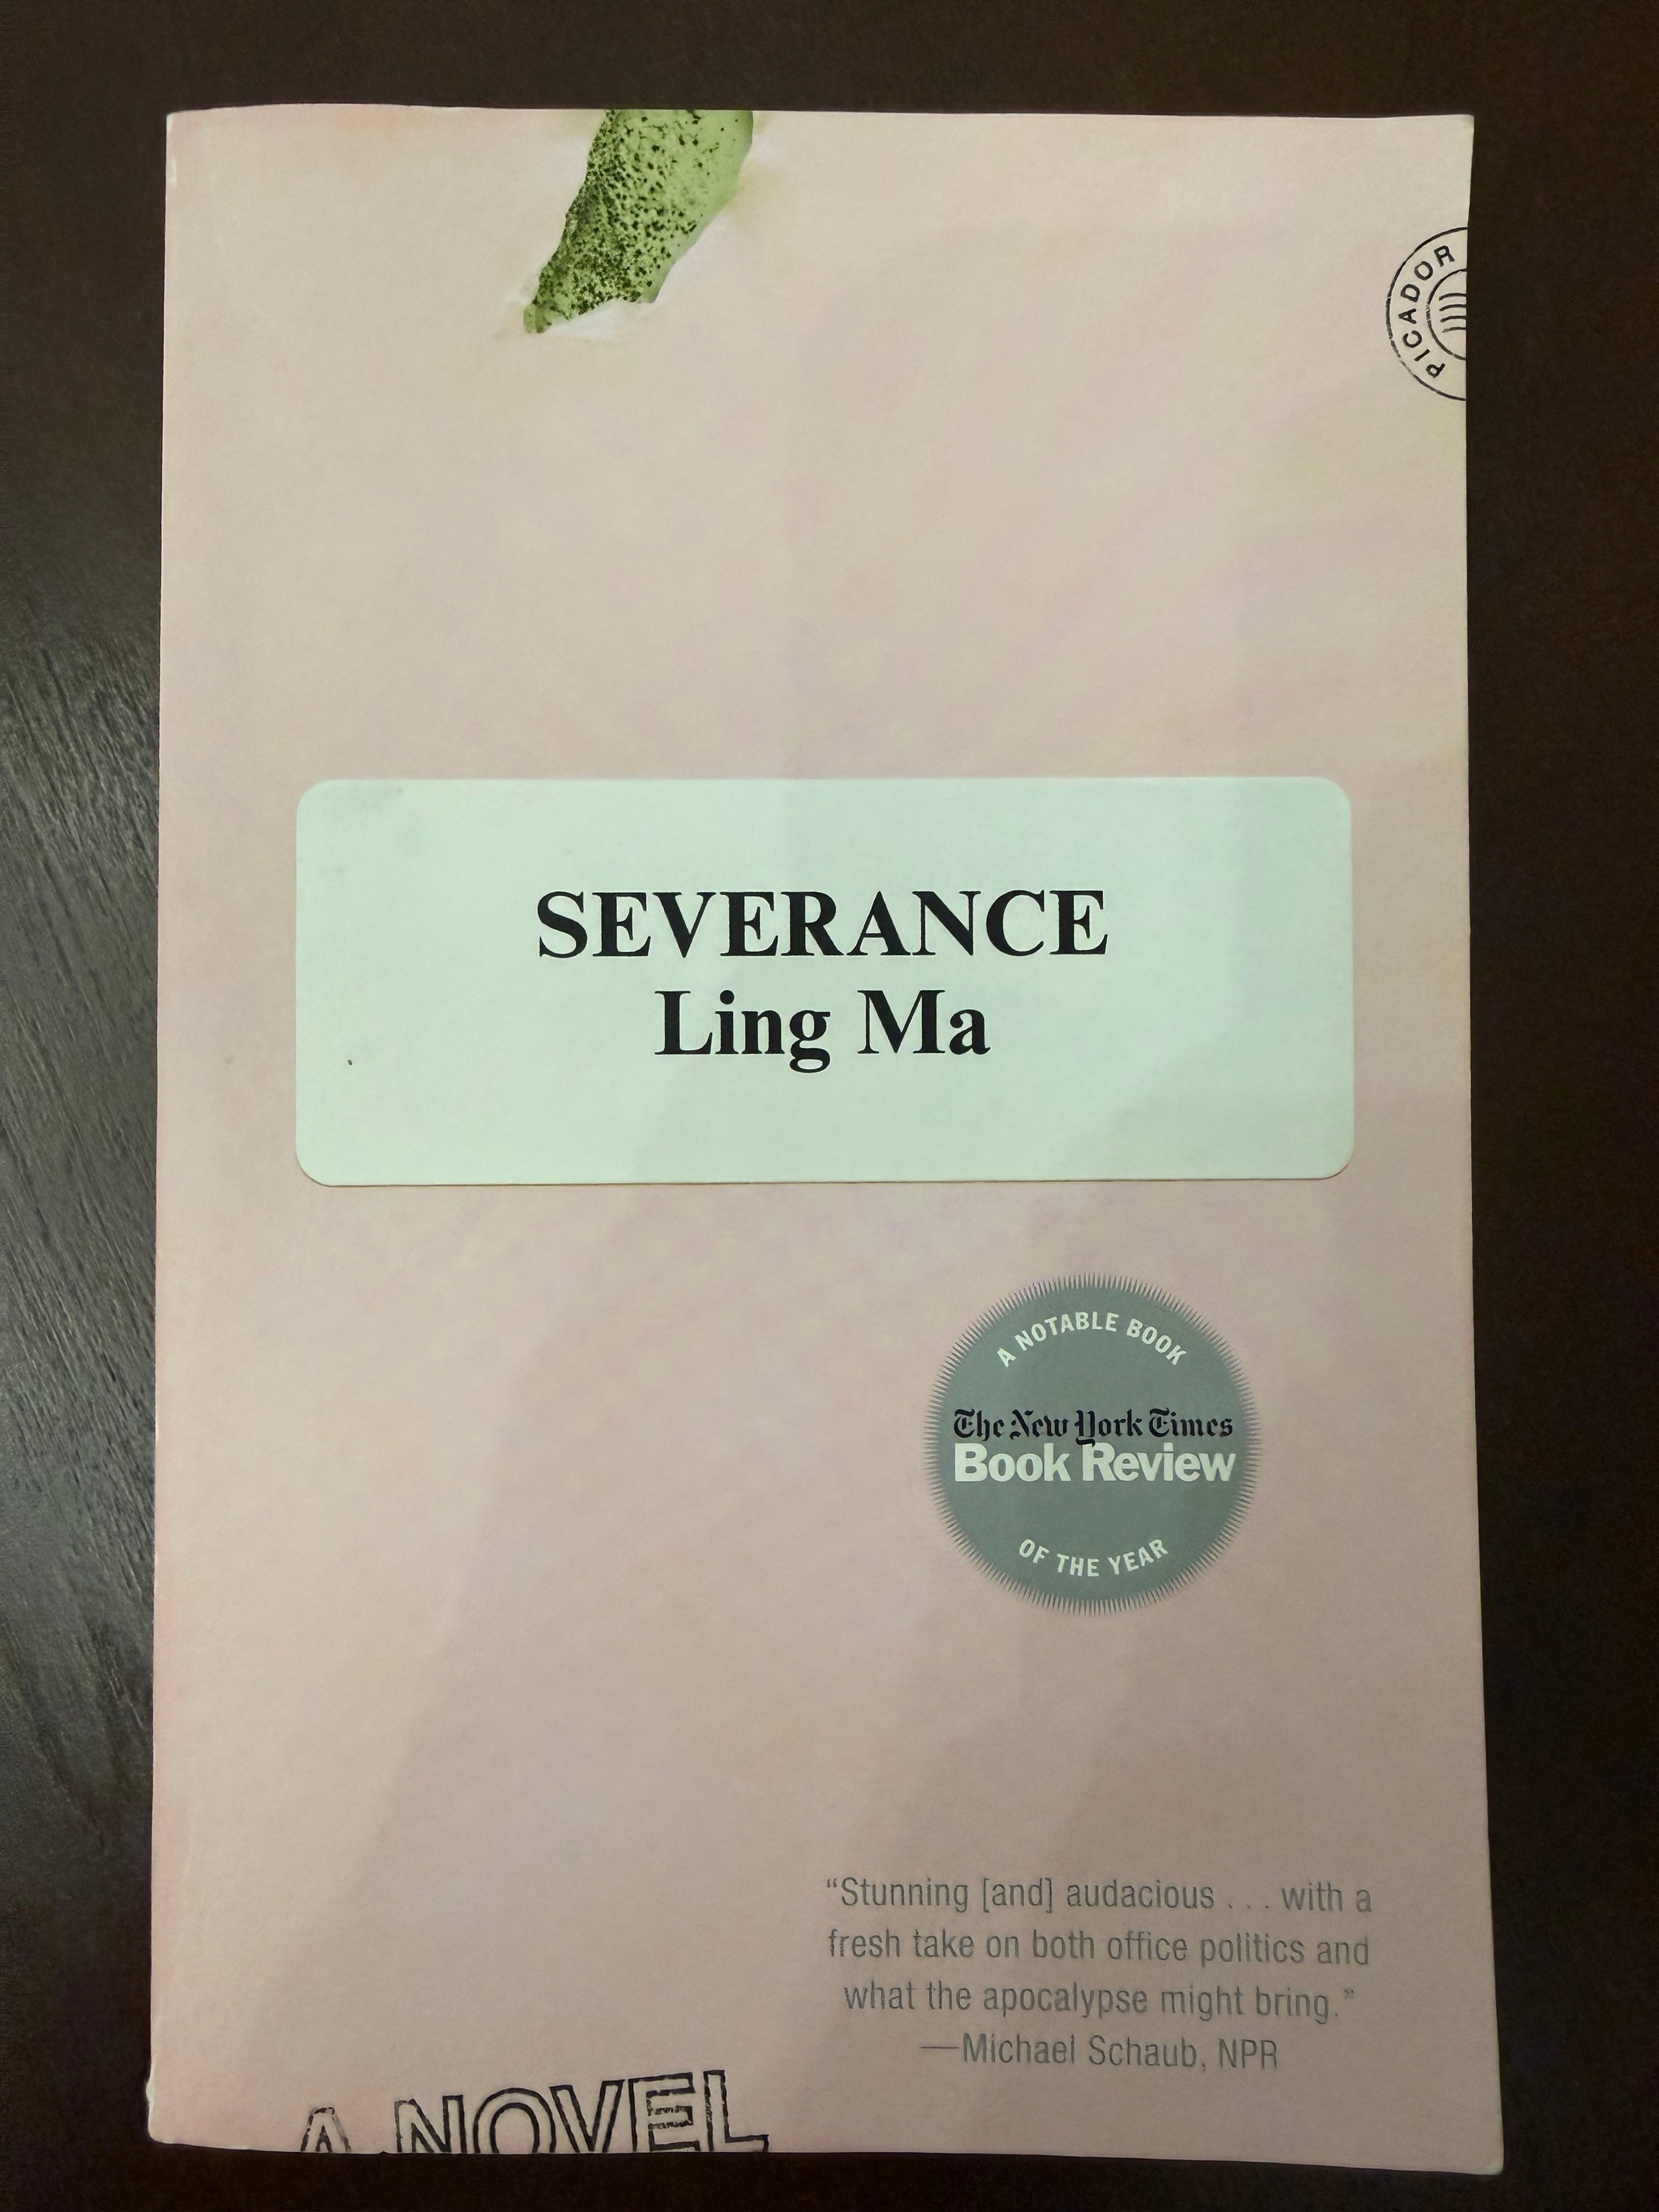 PICADOR
SEVERANCE
Ling Ma
A NOTABLE BOOK
The New York Times
Book Review
OF THE YEAR
“Stunning [and] audacious . . . with a
fresh take on both office politics and
what the apocalypse might bring.”
—Michael Schaub, NPR
A NOVEL